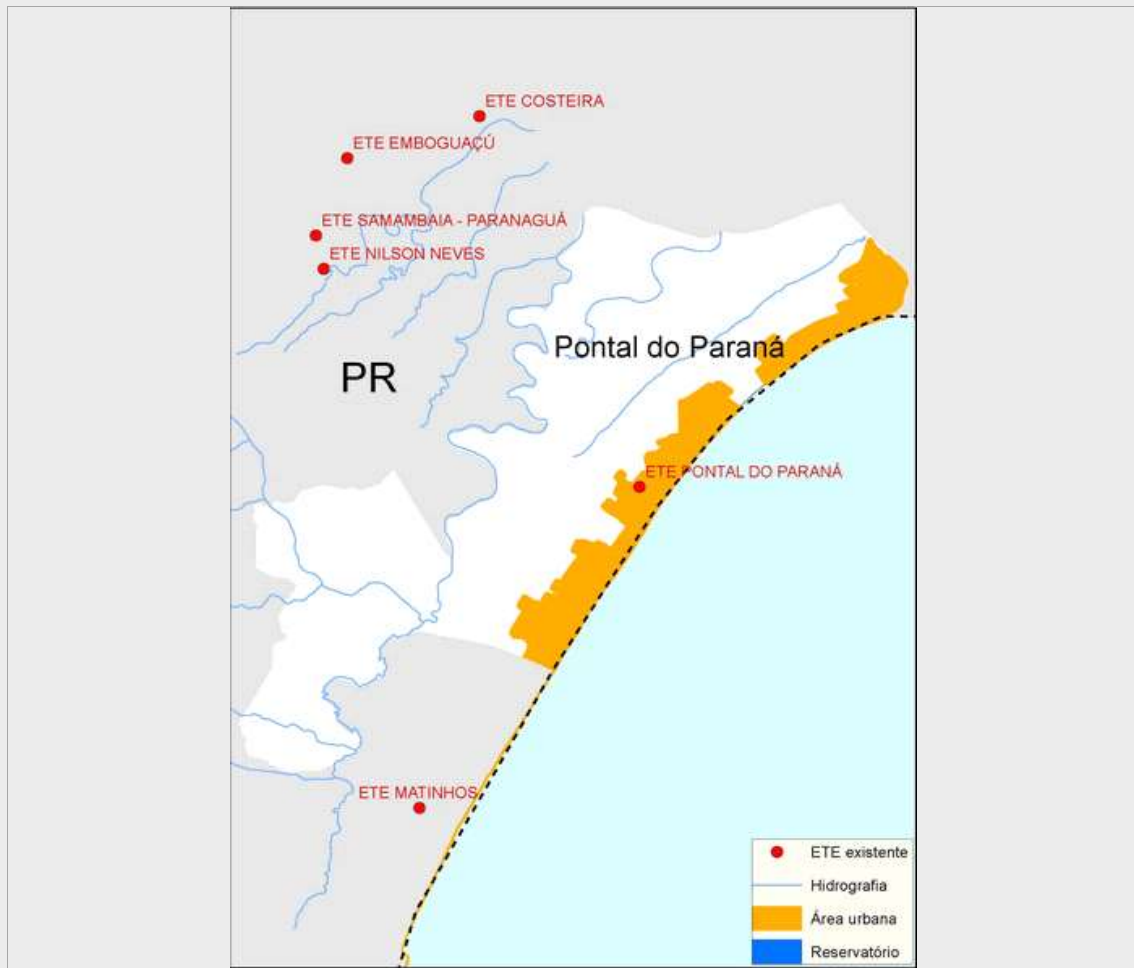 ETE COSTEIRA
ETE EMBOGUAÇÚ
ETE SAMAMBAIA - PARANAGUÁ
ETE NILSON NEVES
Pontal do Paraná
PR
ETE PONTAL DO PARANÁ
ETE MATINHOS
ETE existente
Hidrografia
Área urbana
Reservatório